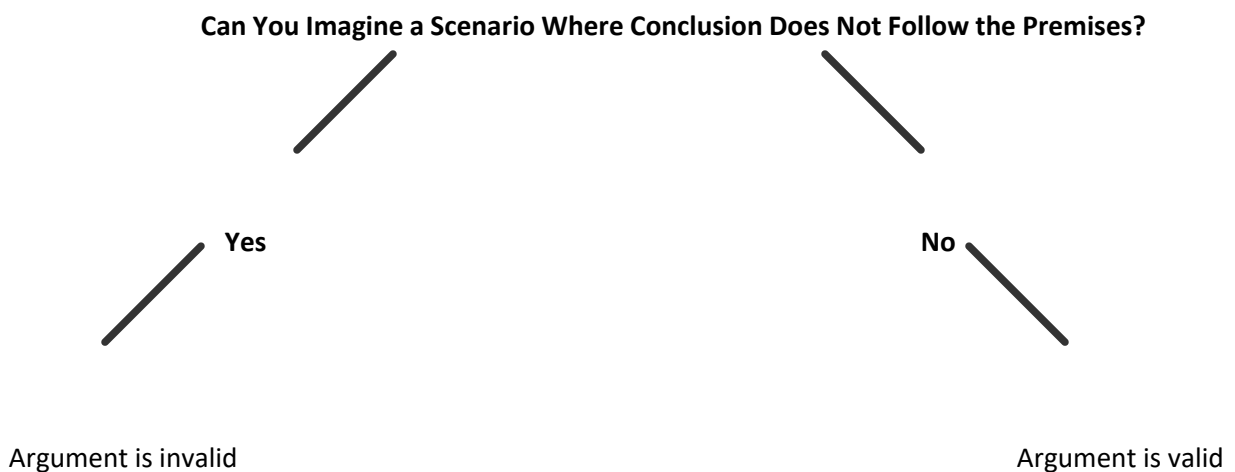 Can You Imagine a Scenario Where Conclusion Does Not Follow the Premises?
Yes
No
Argument is invalid
Argument is valid